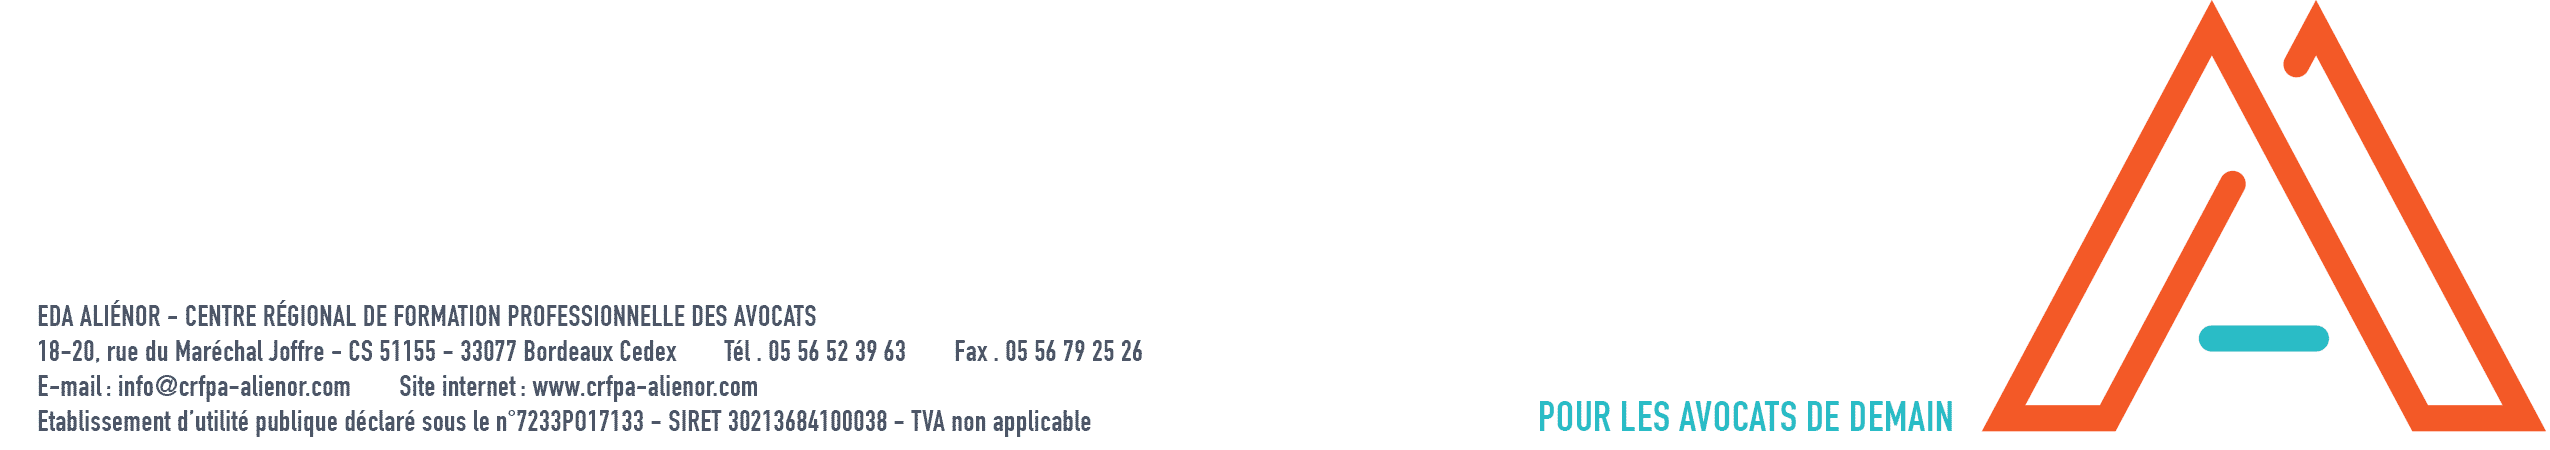 EDA ALIÉNOR - CENTRE RÉGIONAL DE FORMATION PROFESSIONNELLE DES AVOCATS
18-20, rue du Maréchal Joffre - CS 51155 - 33077 Bordeaux Cedex Tél . 05 56 52 39 63 Fax . 05 56 79 25 26
E-mail : info@crfpa-alienor.com Site internet : www.crfpa-alienor.com
Etablissement d'utilité publique déclaré sous le n°7233P017133 - SIRET 30213684100038 - TVA non applicable
POUR LES AVOCATS DE DEMAIN